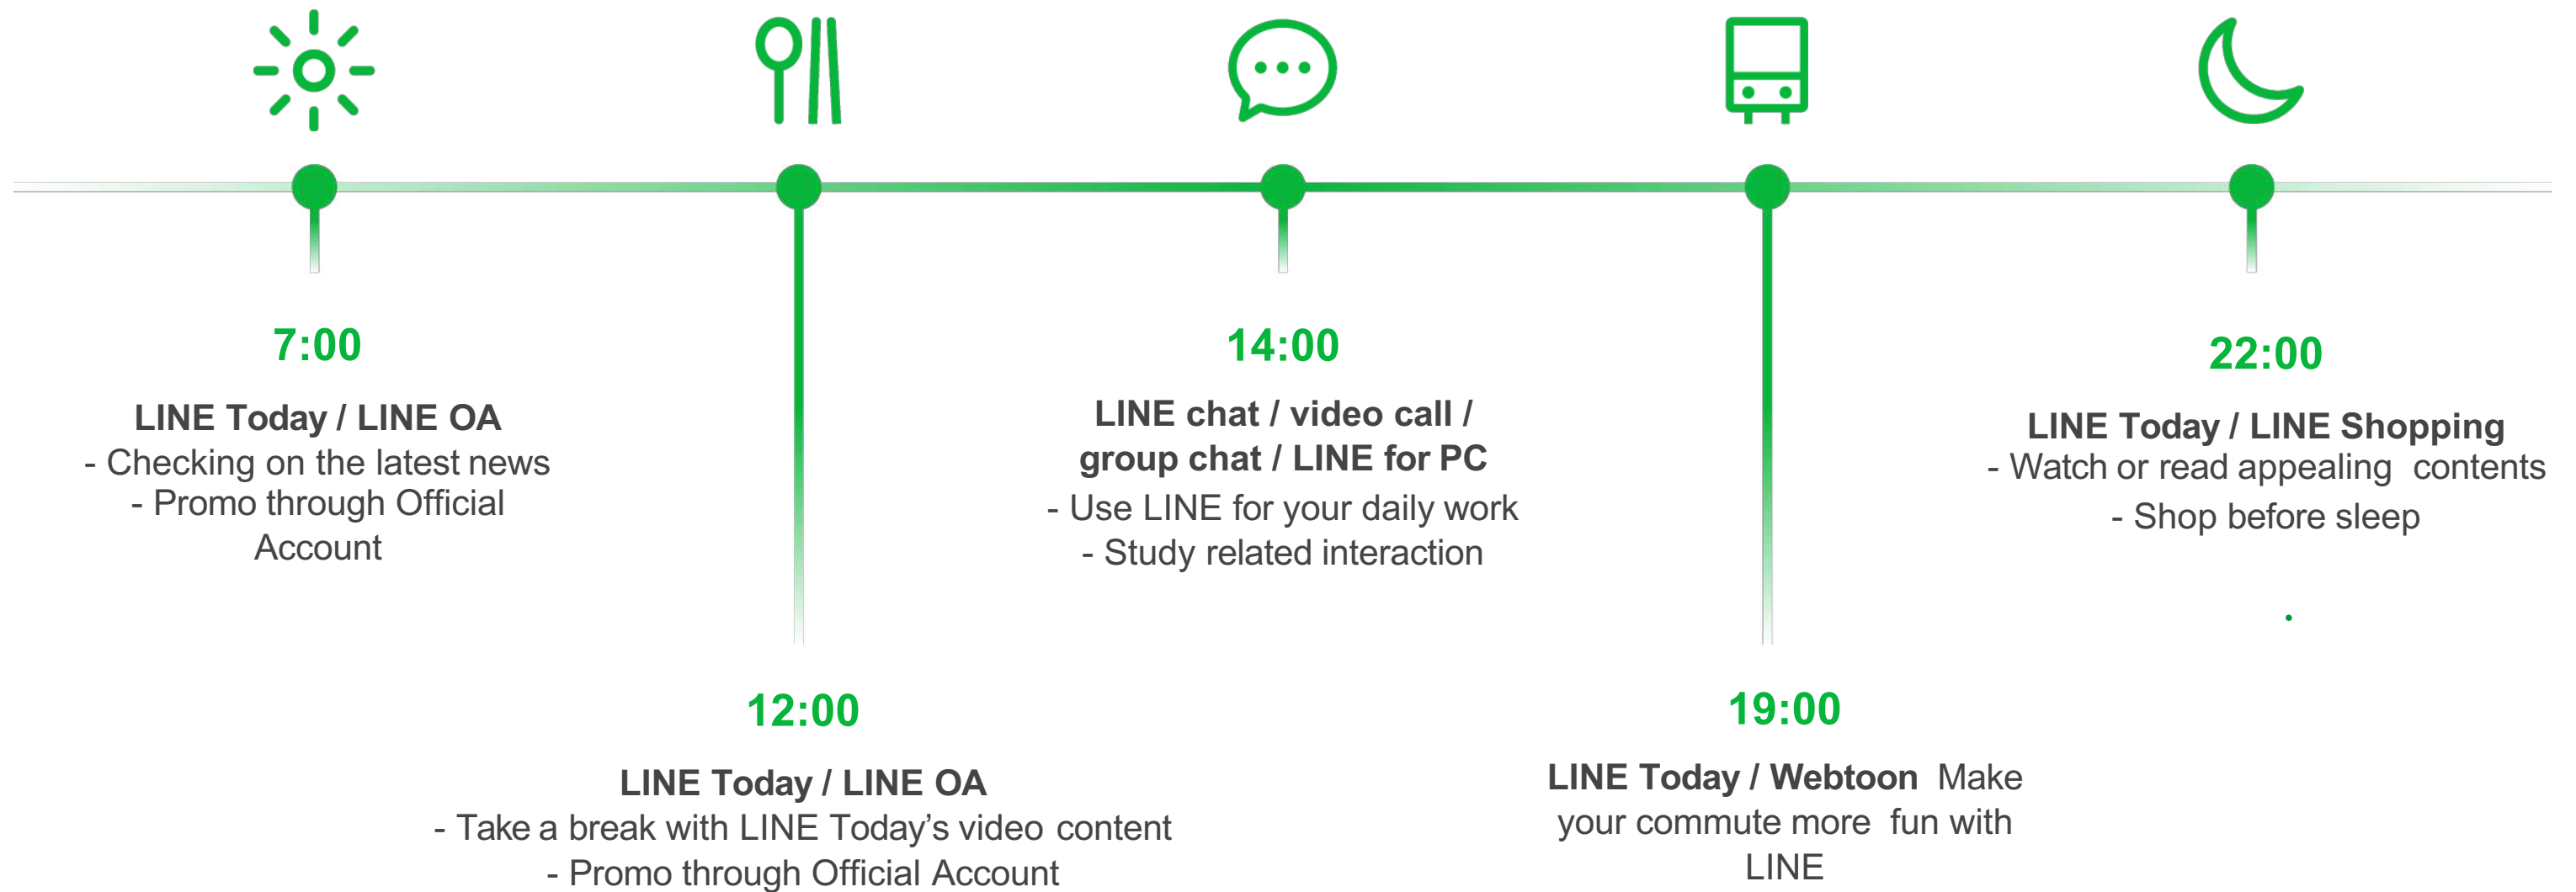 7:00
LINE Today / LINE OA
- Checking on the latest news
- Promo through Official
Account
12:00
LINE Today / LINE OA
- Take a break with LINE Today’s video content
- Promo through Official Account
14:00
LINE chat / video call /
group chat / LINE for PC
- Use LINE for your daily work
- Study related interaction
19:00
LINE Today / Webtoon Make
your commute more fun with
LINE
22:00
LINE Today / LINE Shopping
- Watch or read appealing contents
- Shop before sleep
.